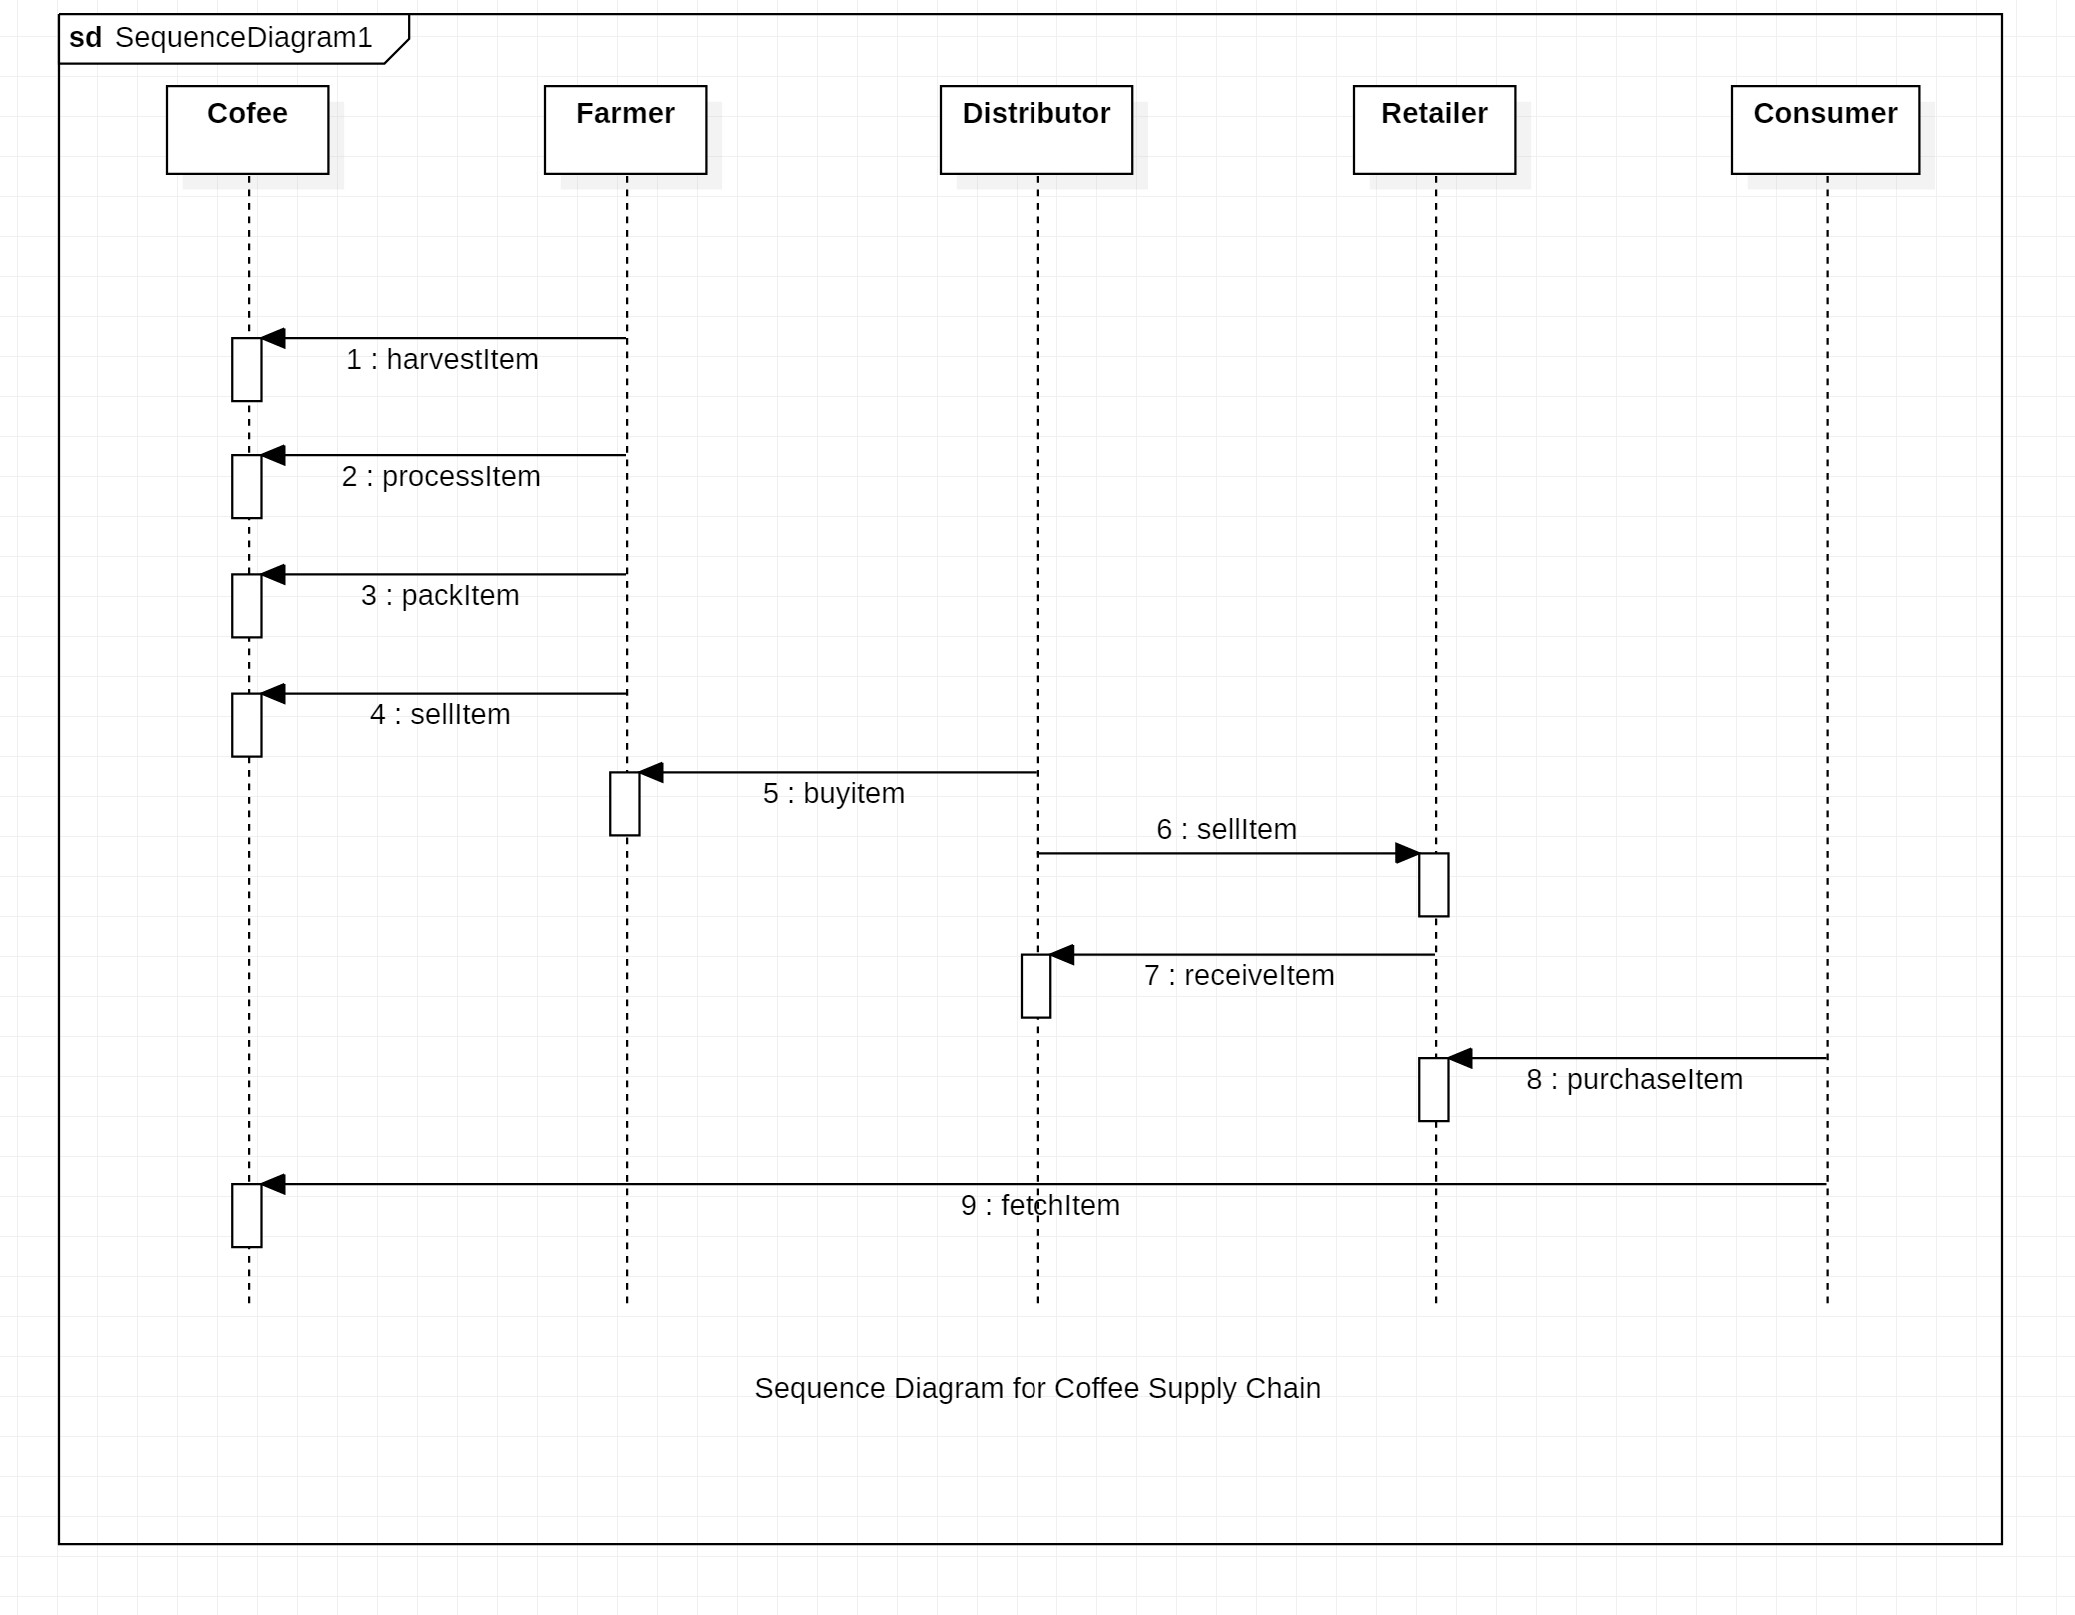 sd SequenceDiagram1
Cofee
Farmer
Distributor
Retailer
Consumer
1 : harvestItem
2 : processItem
3 : packItem
4 : sellItem
5 : buyitem
6 : sellItem
7 : receiveItem
8 : purchaseItem
9 : fetchItem
Sequence Diagram for Coffee Supply Chain